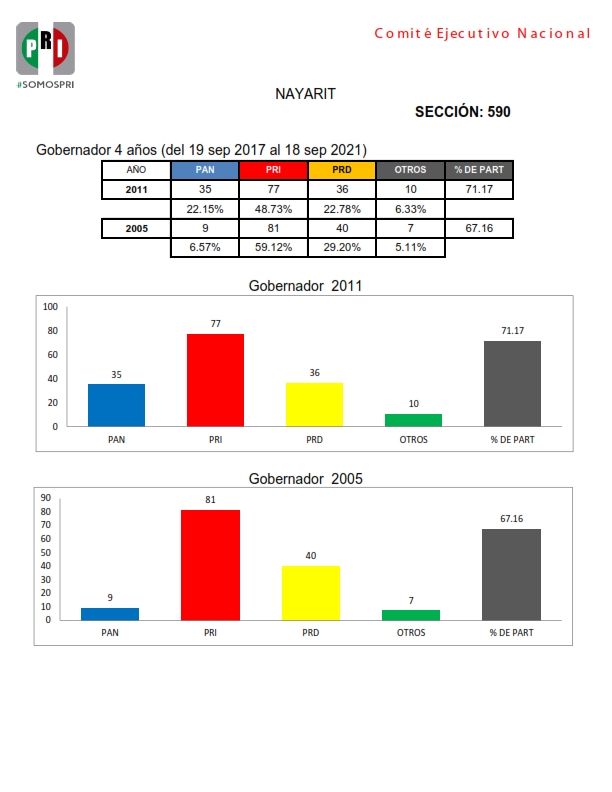 Comité Ejecutivo Nacional
PRI
#SOMOSPRI
NAYARIT
SECCIÓN: 590
Gobernador 4 años (del 19 sep 2017 al 18 sep 2021)
AÑO PAN PRI PRD OTROS % DE PART
2011 35 77 36 10 71.17
22.15% 48.73% 22.78% 6.33%
2005 9 81 40 7 67.16
6.57% 59.12% 29.20% 5.11%
Gobernador 2011
100
80
60
40
20
0
35
77
36
10
71.17
PAN PRI PRD OTROS % DE PART
Gobernador 2005
90
80
70
60
50
40
30
20
10
0
9
81
40
7
67.16
PAN PRI PRD OTROS % DE PART